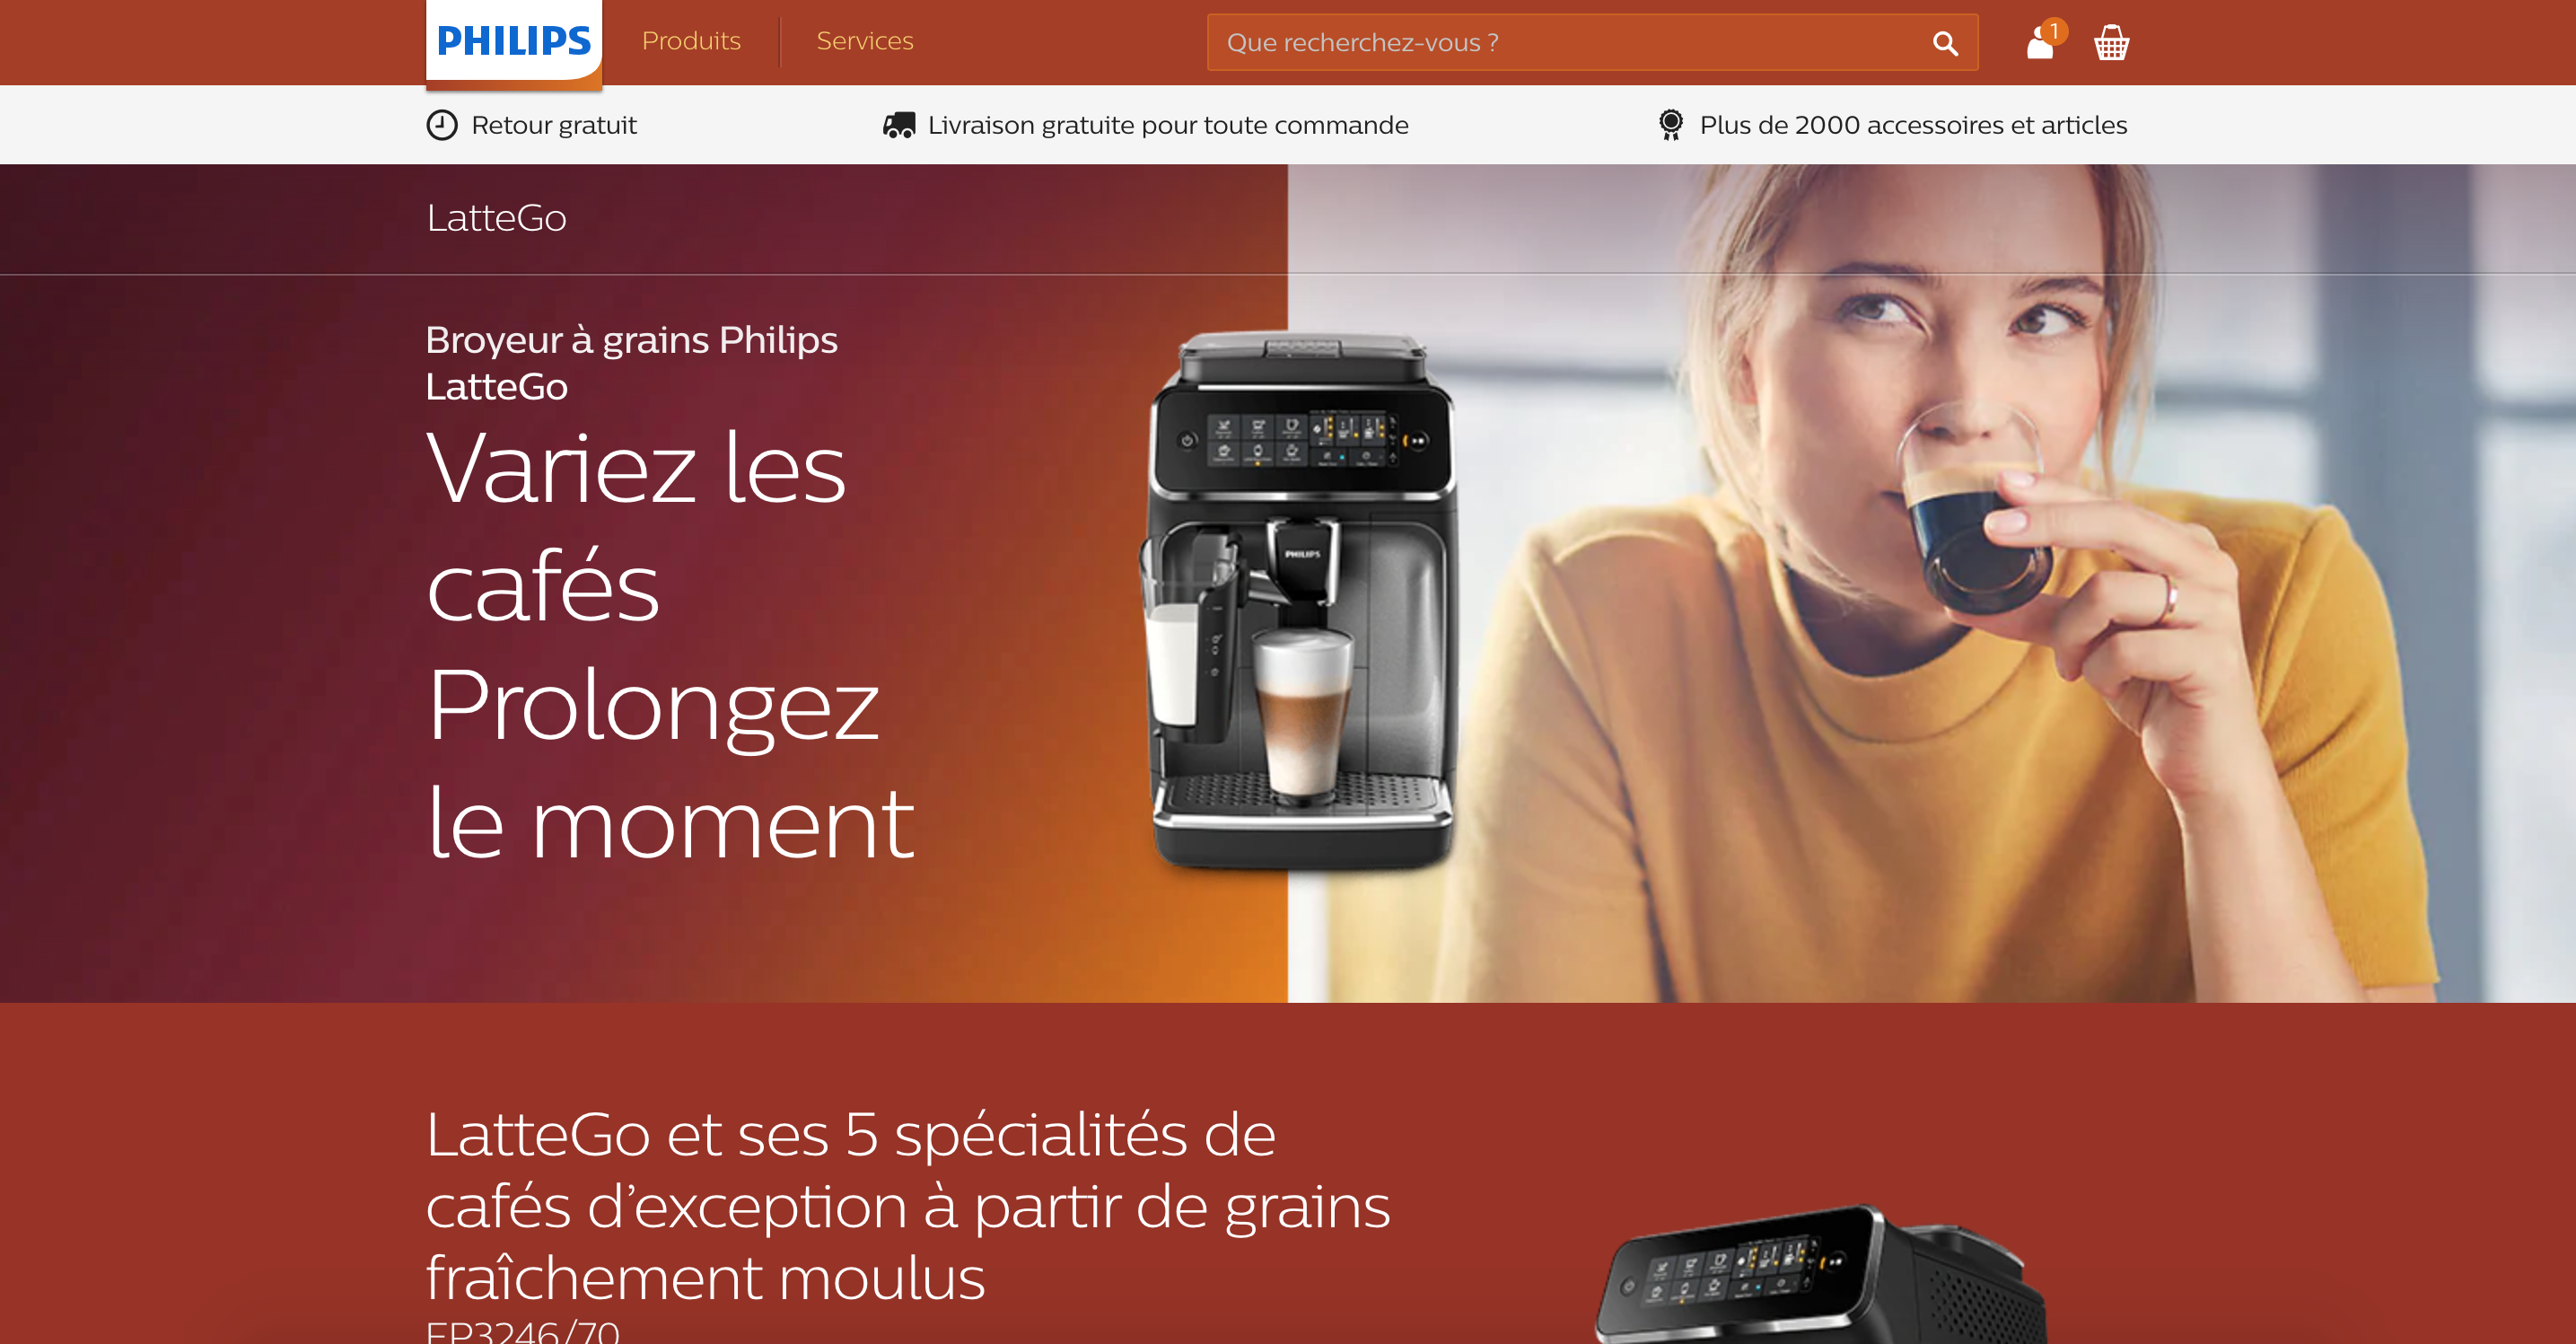 PHILIPS
Produits
Services
Que recherchez-vous ?
1
Retour gratuit
Livraison gratuite pour toute commande
Plus de 2000 accessoires et articles
LatteGo
Broyeur à grains Philips
LatteGo
Variez les
cafés
Prolongez
le moment
PHILIPS
LatteGo et ses 5 spécialités de
cafés d’exception à partir de grains
fraîchement moulus
EP3246/70